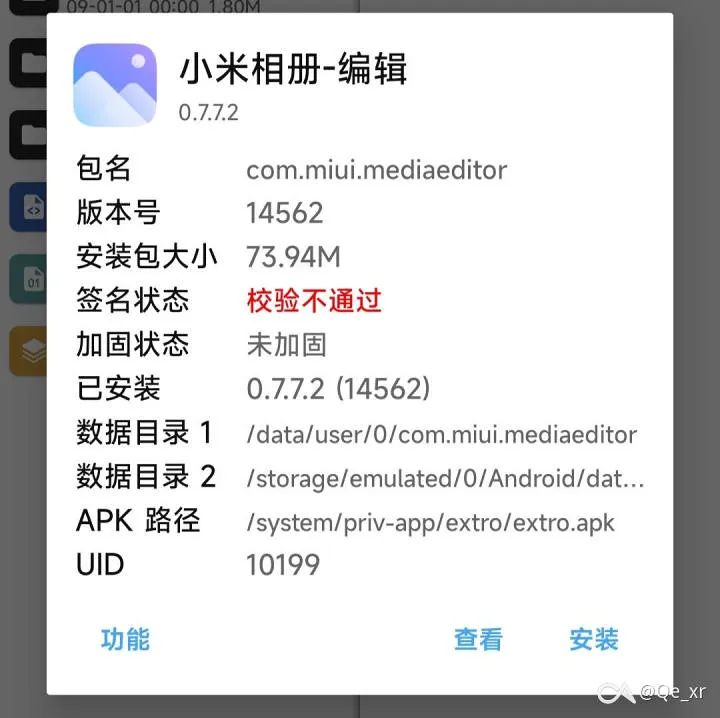 09-01-01 00:00 1.80M
小米相册-编辑
0.7.7.2
包名 com.miui.mediaeditor
版本号 14562
安装包大小 73.94M
签名状态 校验不通过
加固状态 未加固
已安装 0.7.7.2 (14562)
数据目录 1 /data/user/0/com.miui.mediaeditor
数据目录 2 /storage/emulated/0/Android/dat...
APK 路径 /system/priv-app/extro/extro.apk
UID 10199
功能 查看 安装
01
@Qe_xr